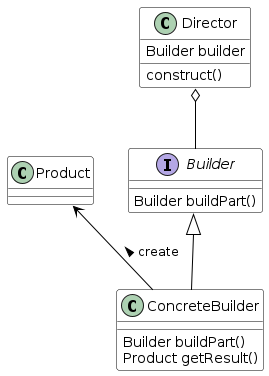 C Director
Builder builder
construct()
C Product
I Builder
Builder buildPart()
create
C ConcreteBuilder
Builder buildPart()
Product getResult()